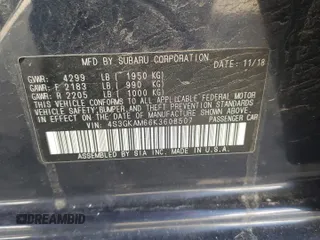 MFD BY SUBARU CORPORATION DATE: 11/18
GVWR: 4299 LB ( 1950 KG)
GAWR: F 2183 LB ( 990 KG)
GAWR: R 2205 LB ( 1000 KG)
THIS VEHICLE CONFORMS TO ALL APPLICABLE FEDERAL MOTOR
VEHICLE SAFETY, BUMPER, AND THEFT PREVENTION STANDARDS
IN EFFECT ON THE DATE OF MANUFACTURE SHOWN ABOVE.
VIN: 4S3GKAM66K3608507 PASSENGER CAR
ASSEMBLED BY SIA INC. IN U.S.A.
DREAMBID